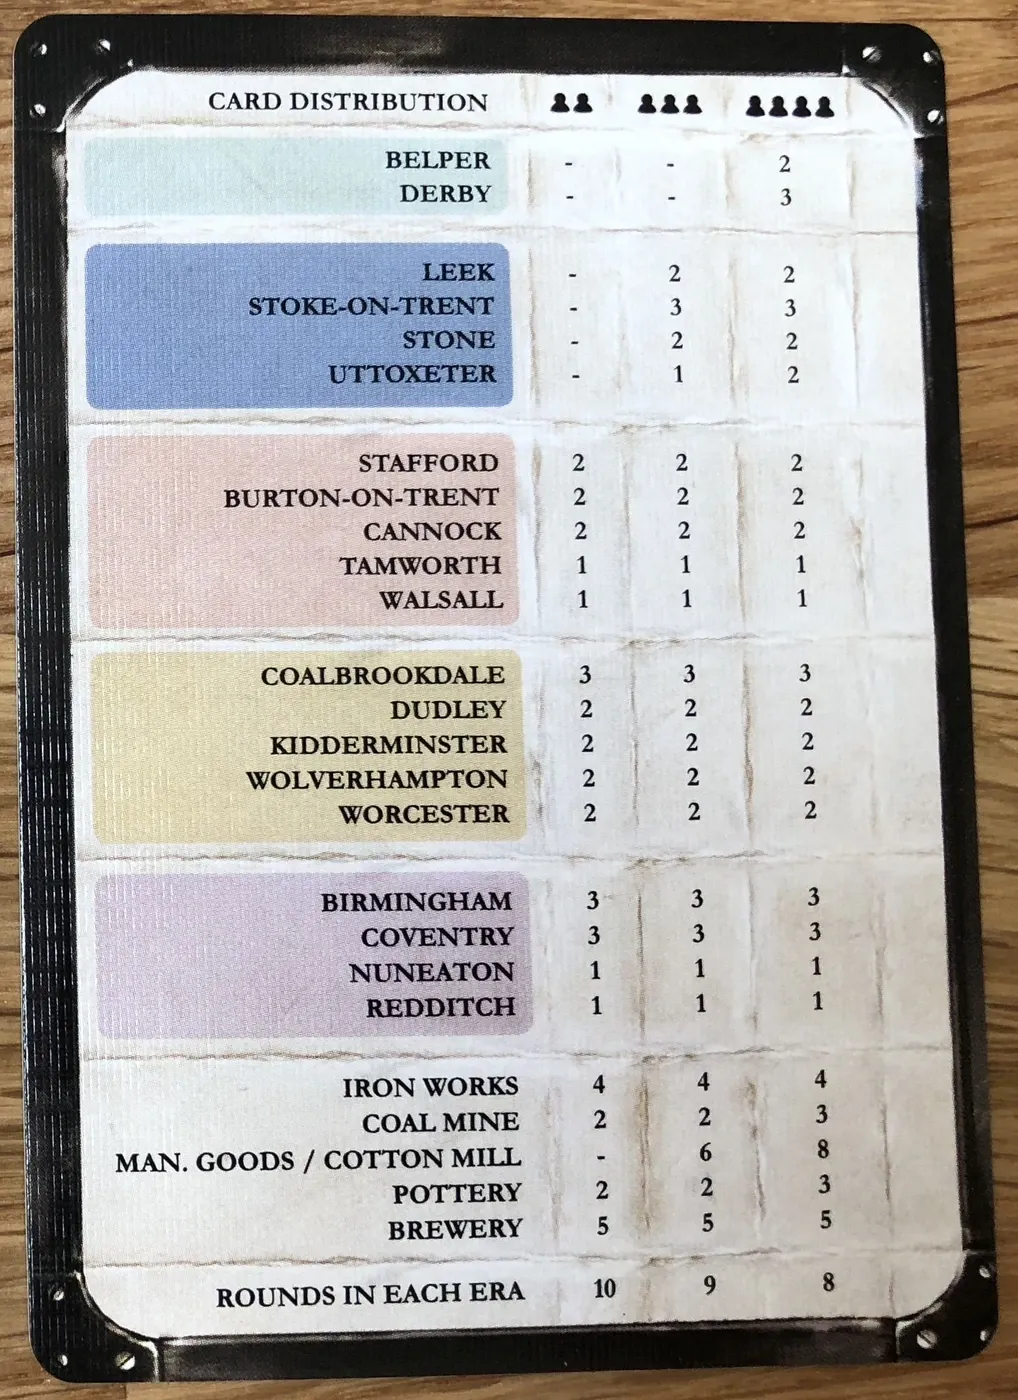 CARD DISTRIBUTION
BELPER - - 2
DERBY - - 3
LEEK - 2 2
STOKE-ON-TRENT - 3 3
STONE - 2 2
UTTOXETER - 1 2
STAFFORD 2 2 2
BURTON-ON-TRENT 2 2 2
CANNOCK 2 2 2
TAMWORTH 1 1 1
WALSALL 1 1 1
COALBROOKDALE 3 3 3
DUDLEY 2 2 2
KIDDERMINSTER 2 2 2
WOLVERHAMPTON 2 2 2
WORCESTER 2 2 2
BIRMINGHAM 3 3 3
COVENTRY 3 3 3
NUNEATON 1 1 1
REDDITCH 1 1 1
IRON WORKS 4 4 4
COAL MINE 2 2 3
MAN. GOODS / COTTON MILL - 6 8
POTTERY 2 2 3
BREWERY 5 5 5
ROUNDS IN EACH ERA 10 9 8